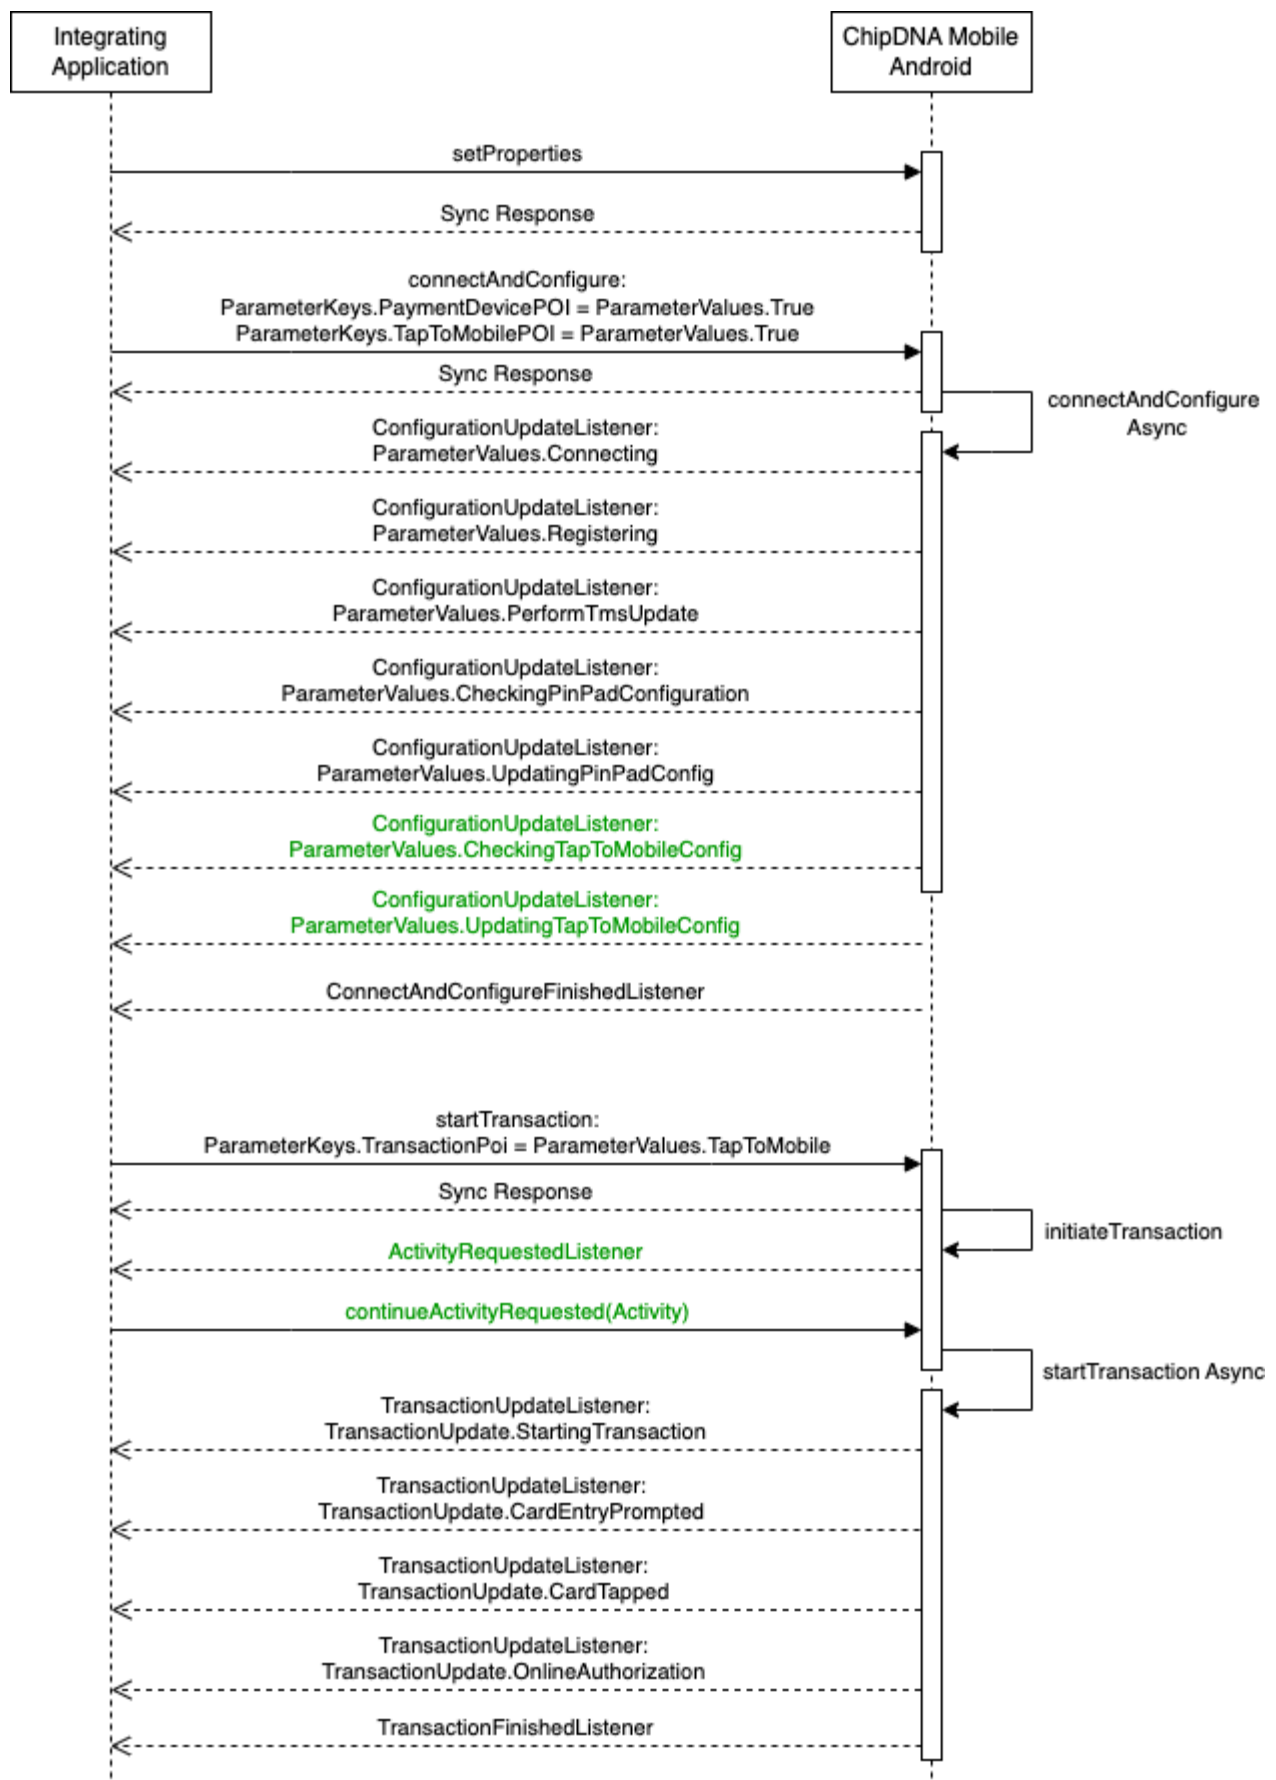 Integrating
Application
ChipDNA Mobile
Android
setProperties
Sync Response
connectAndConfigure:
ParameterKeys.PaymentDevicePOI = ParameterValues.True
ParameterKeys.TapToMobilePOI = ParameterValues.True
Sync Response
connectAndConfigure
Async
ConfigurationUpdateListener:
ParameterValues.Connecting
ConfigurationUpdateListener:
ParameterValues.Registering
ConfigurationUpdateListener:
ParameterValues.PerformTmsUpdate
ConfigurationUpdateListener:
ParameterValues.CheckingPinPadConfiguration
ConfigurationUpdateListener:
ParameterValues.UpdatingPinPadConfig
ConfigurationUpdateListener:
ParameterValues.CheckingTapToMobileConfig
ConfigurationUpdateListener:
ParameterValues.UpdatingTapToMobileConfig
ConnectAndConfigureFinishedListener
startTransaction:
ParameterKeys.TransactionPoi = ParameterValues.TapToMobile
Sync Response
initiateTransaction
ActivityRequestedListener
continueActivityRequested(Activity)
startTransaction Async
TransactionUpdateListener:
TransactionUpdate.StartingTransaction
TransactionUpdateListener:
TransactionUpdate.CardEntryPrompted
TransactionUpdateListener:
TransactionUpdate.CardTapped
TransactionUpdateListener:
TransactionUpdate.OnlineAuthorization
TransactionFinishedListener